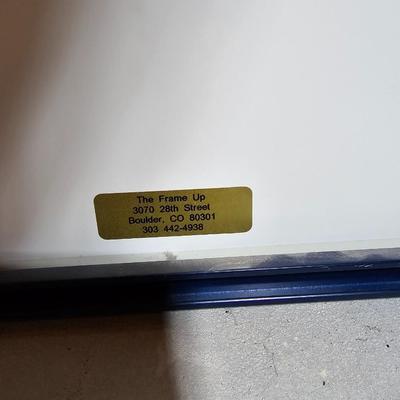 The Frame Up
3070 28th Street
Boulder, CO 80301
303 442-4938